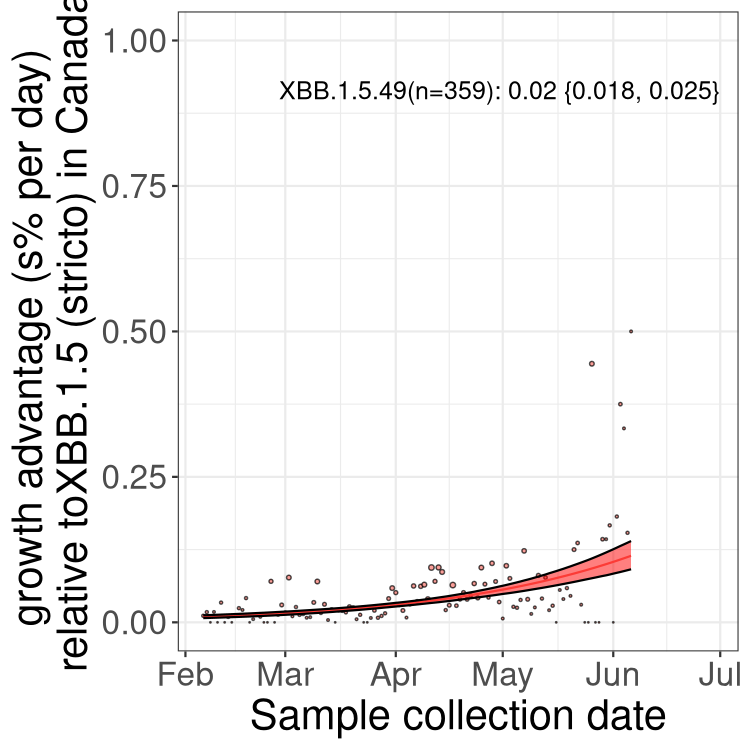 growth advantage (s% per day)
relative toXBB.1.5 (stricto) in Canada
1.00
XBB.1.5.49(n=359): 0.02 {0.018, 0.025}
0.75
0.50
0.25
0.00
Feb Mar Apr May Jun Jul
Sample collection date